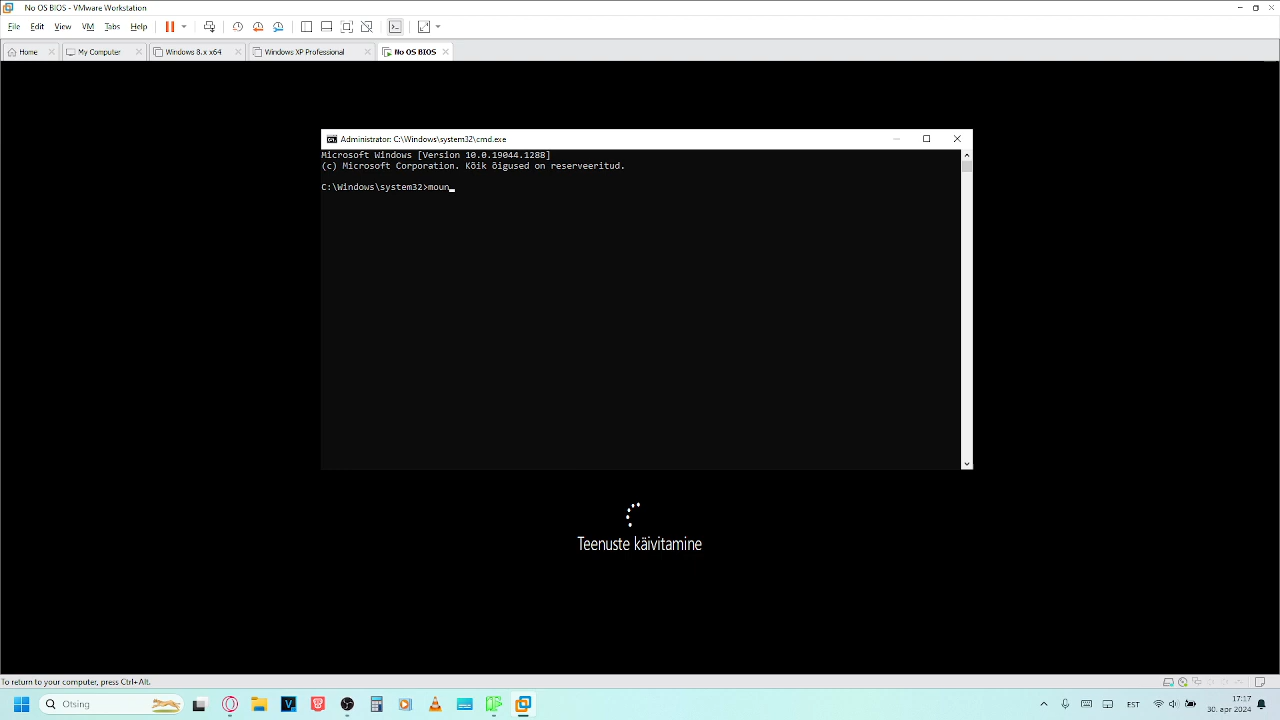 No OS BIOS - VMware Workstation
File Edit View VM Tabs Help
Home My Computer Windows 8.x x64 Windows XP Professional No OS BIOS
Administrator: C:\Windows\system32\cmd.exe
Microsoft Windows [Version 10.0.19044.1288]
(c) Microsoft Corporation. Kõik õigused on reserveeritud.
C:\Windows\system32>moun
Teenuste käivitamine
To return to your computer, press Ctrl+Alt.
Otsing
EST
17:17
30. apr 2024